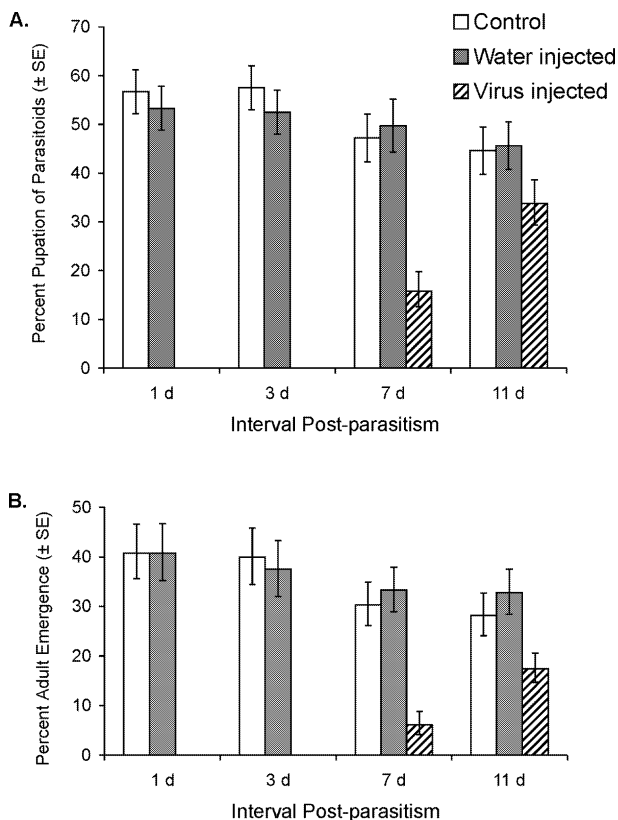 A.
Percent Pupation of Parasitoids (± SE)
70
60
50
40
30
20
10
0
Control
Water injected
Virus injected
1 d 3 d 7 d 11 d
Interval Post-parasitism
B.
Percent Adult Emergence (± SE)
50
40
30
20
10
0
1 d 3 d 7 d 11 d
Interval Post-parasitism